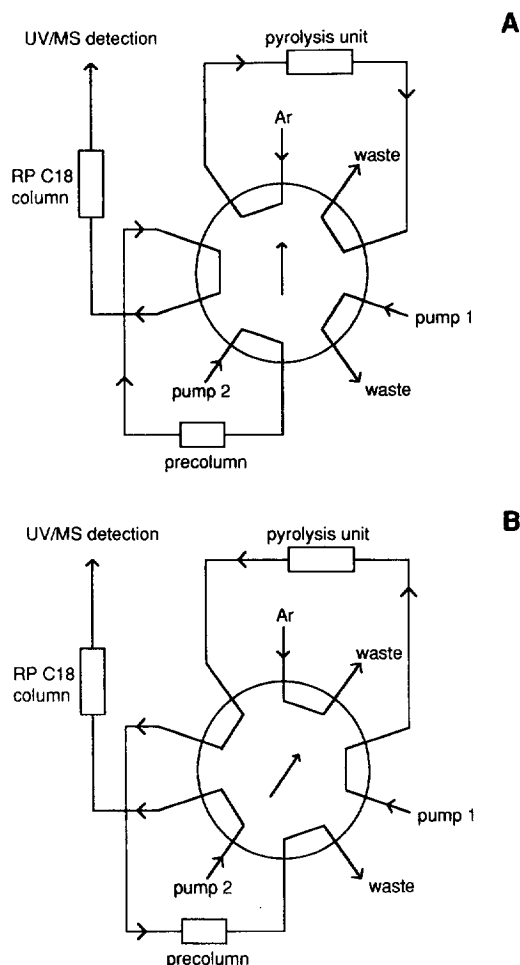 A
UV/MS detection
pyrolysis unit
Ar
waste
RP C18
column
pump 1
pump 2
waste
precolumn
B
UV/MS detection
pyrolysis unit
Ar
waste
RP C18
column
pump 1
pump 2
waste
precolumn